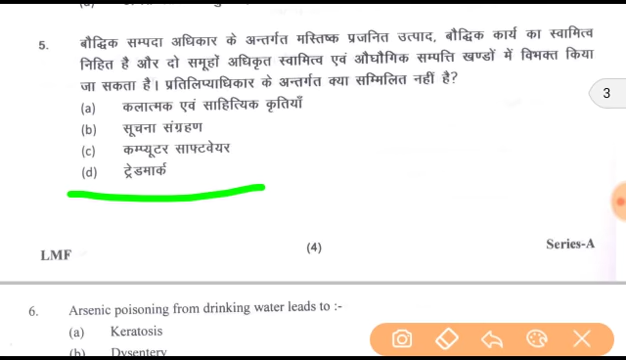 5. बौद्धिक सम्पदा अधिकार के अन्तर्गत मस्तिष्क प्रजनित उत्पाद, बौद्धिक कार्य का स्वामित्व
निहित है और दो समूहों अधिकृत स्वामित्व एवं औद्योगिक सम्पत्ति खण्डों में विभक्त किया
जा सकता है। प्रतिलिप्याधिकार के अन्तर्गत क्या सम्मिलित नहीं है?
(a) कलात्मक एवं साहित्यिक कृतियाँ
(b) सूचना संग्रहण
(c) कम्प्यूटर साफ्टवेयर
(d) ट्रेडमार्क
3
LMF (4) Series-A
6. Arsenic poisoning from drinking water leads to :-
(a) Keratosis
(b) Dysentery